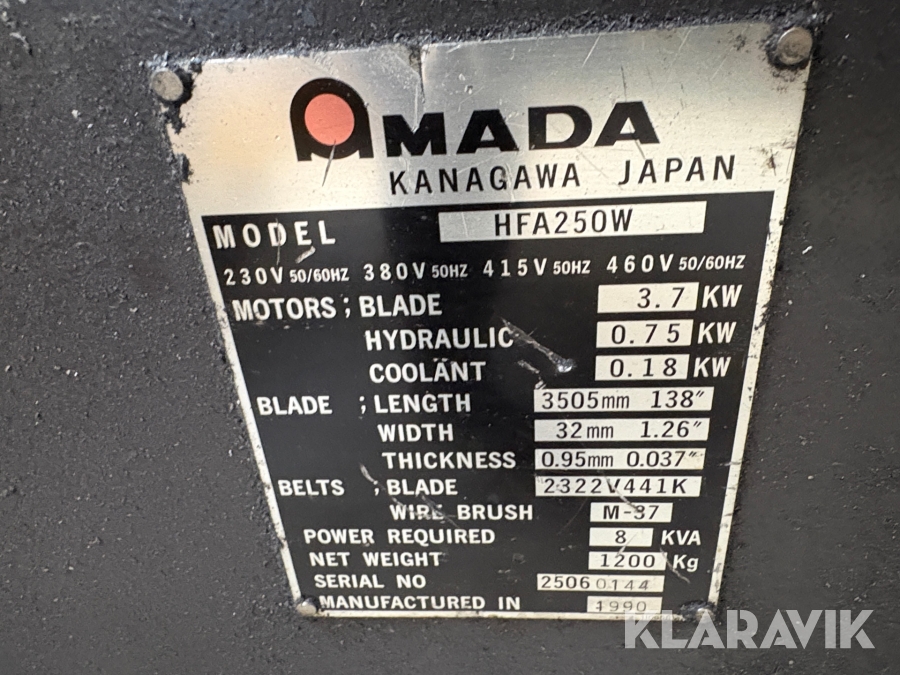 AMADA
KANAGAWA JAPAN
MODEL HFA250W
230V 50/60HZ 380V 50HZ 415V 50HZ 460V 50/60HZ
MOTORS; BLADE 3.7 KW
HYDRAULIC 0.75 KW
COOLANT 0.18 KW
BLADE ; LENGTH 3505mm 138"
WIDTH 32mm 1.26"
THICKNESS 0.95mm 0.037"
BELTS ; BLADE 2322V441K
WIRE BRUSH M-37
POWER REQUIRED 8 KVA
NET WEIGHT 1200 Kg
SERIAL NO 25060144
MANUFACTURED IN 1990
KLARAVIK